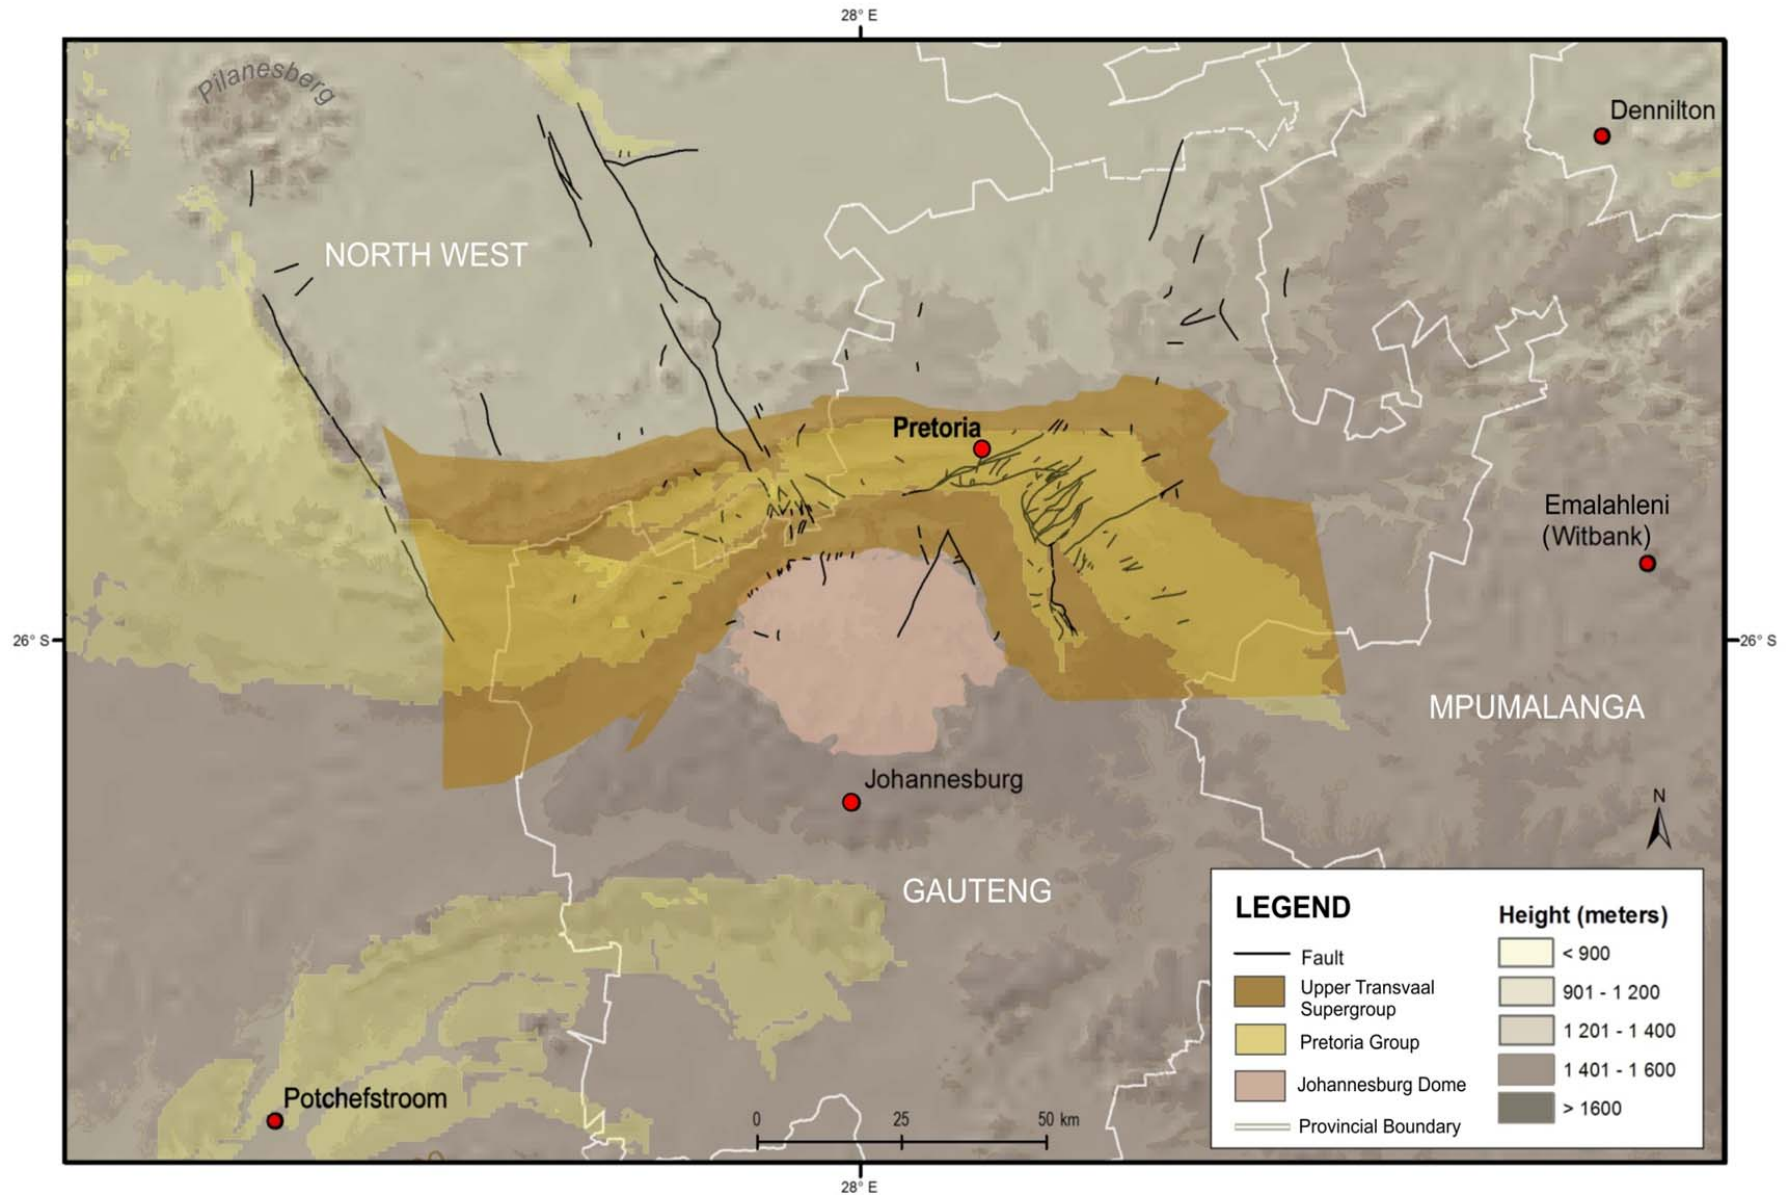 28° E
Pilanesberg
Dennilton
NORTH WEST
Pretoria
Emalahleni
(Witbank)
26° S
26° S
MPUMALANGA
Johannesburg
N
GAUTENG
LEGEND
Fault
Upper Transvaal
Supergroup
Pretoria Group
Johannesburg Dome
Provincial Boundary
Height (meters)
< 900
901 - 1 200
1 201 - 1 400
1 401 - 1 600
> 1600
Potchefstroom
0 25 50 km
28° E